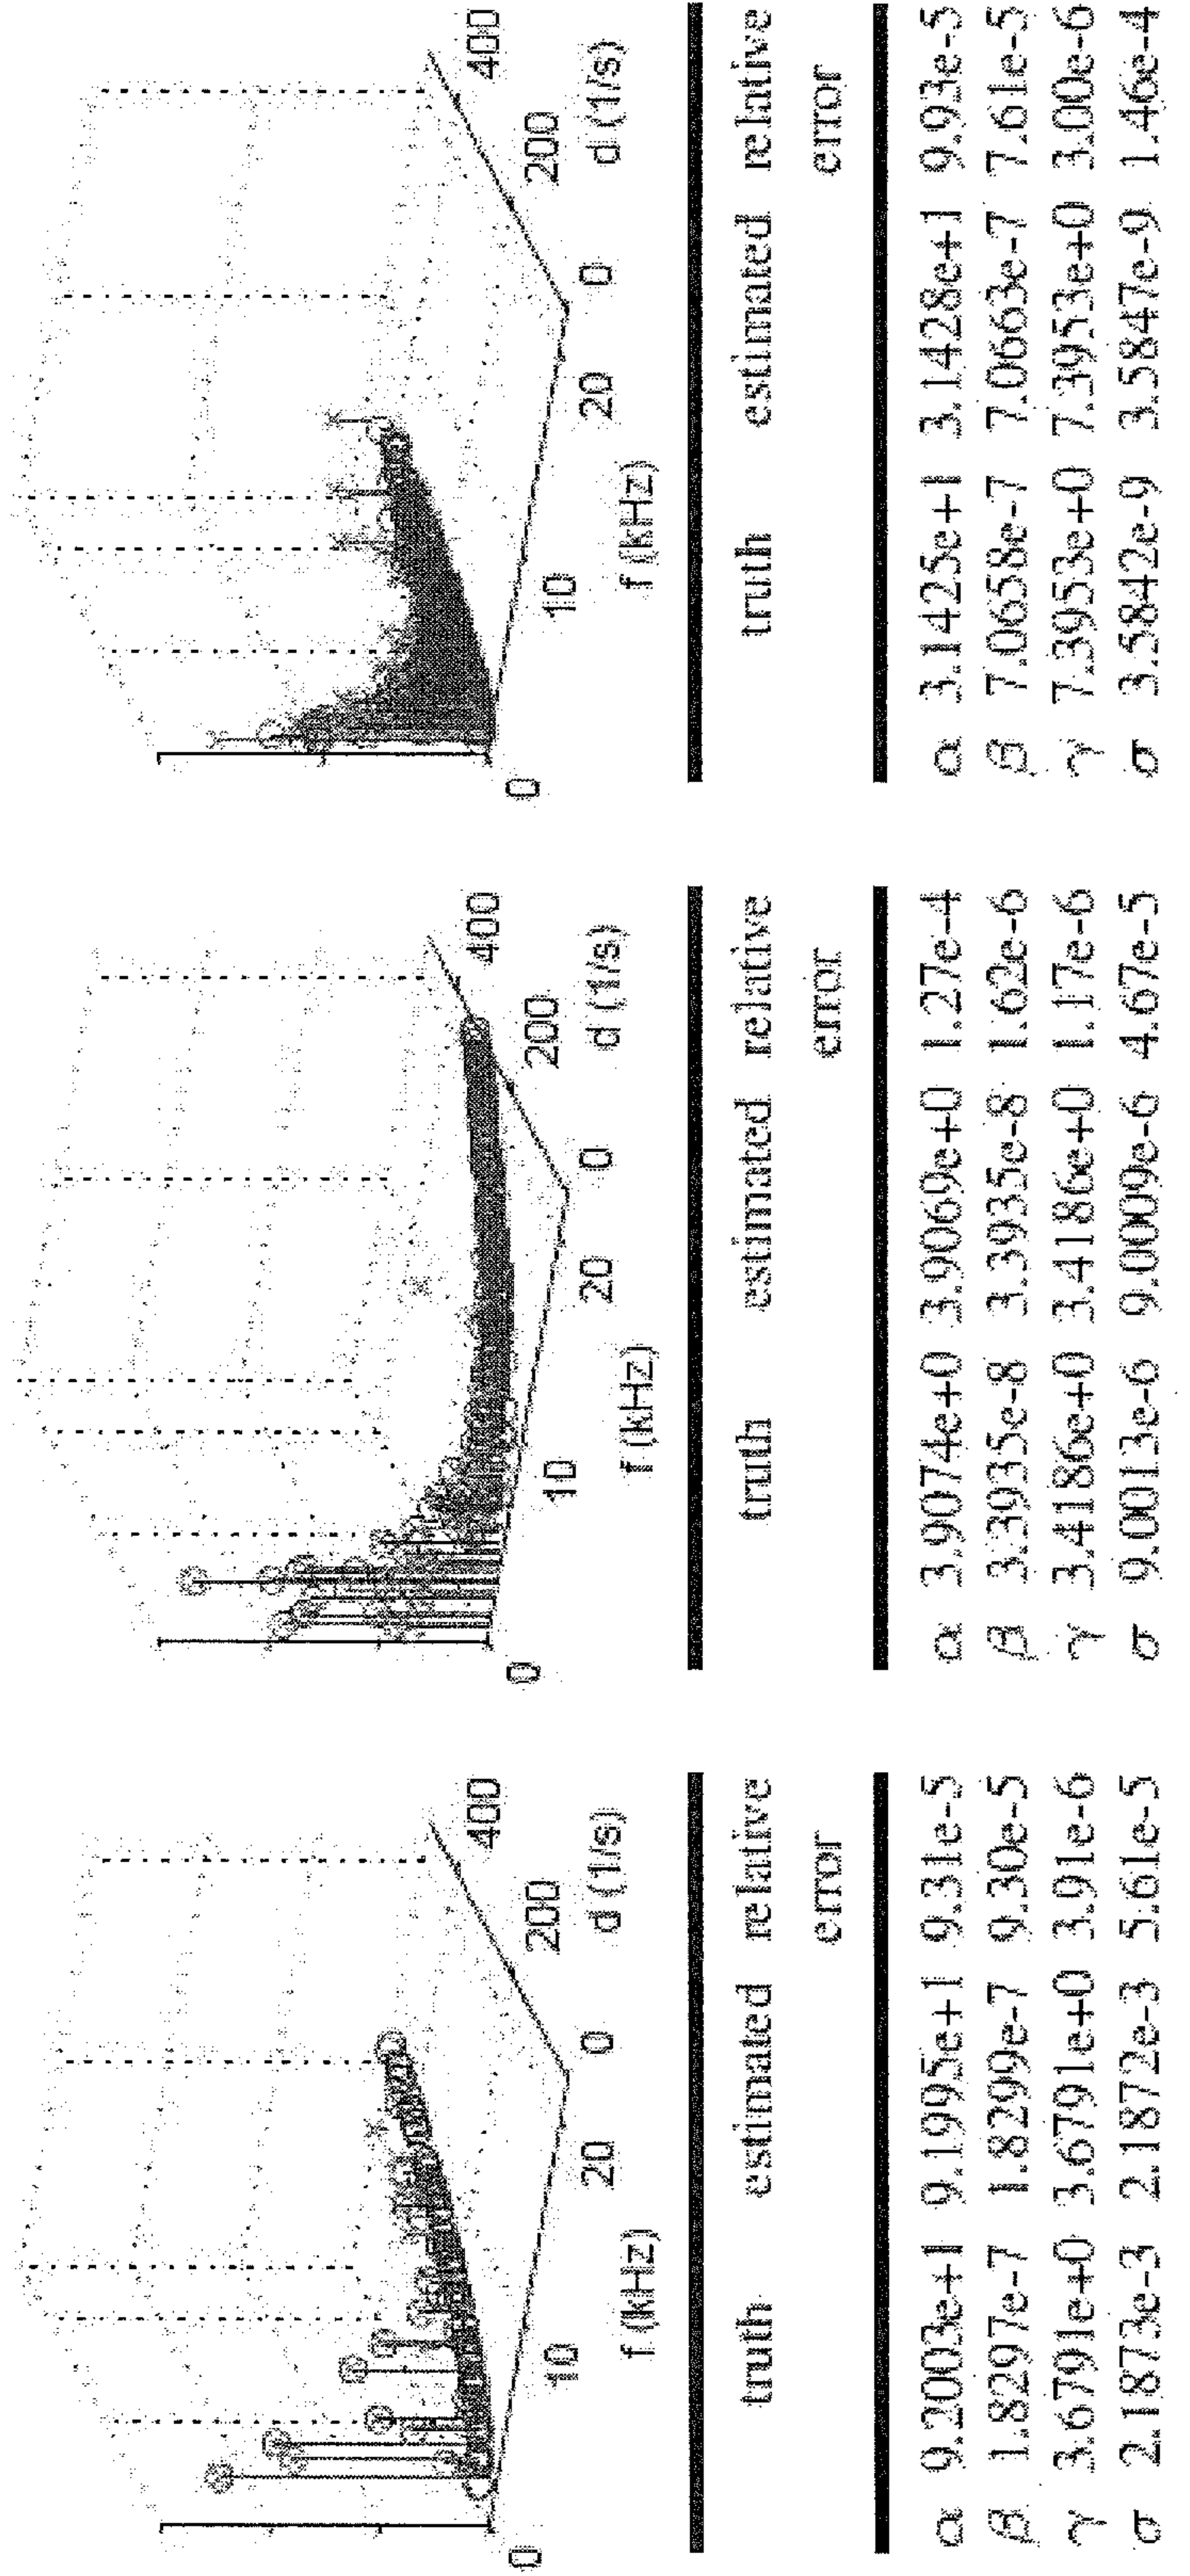 0
10
20
f (kHz)
0
200
400
d (1/s)
truth estimated relative error
α 9.2003e+1 9.1995e+1 9.31e-5
β 1.8297e-7 1.8299e-7 9.30e-5
γ 3.6791e+0 3.6791e+0 3.91e-6
σ 2.1873e-3 2.1872e-3 5.61e-5
0
10
20
f (kHz)
0
200
400
d (1/s)
truth estimated relative error
α 3.9074e+0 3.9069e+0 1.27e-4
β 3.3935e-8 3.3935e-8 1.62e-6
γ 3.4186e+0 3.4186e+0 1.17e-6
σ 9.0013e-6 9.0009e-6 4.67e-5
0
10
20
f (kHz)
0
200
400
d (1/s)
truth estimated relative error
α 3.1425e+1 3.1428e+1 9.93e-5
β 7.0658e-7 7.0663e-7 7.61e-5
γ 7.3953e+0 7.3953e+0 3.00e-6
σ 3.5842e-9 3.5847e-9 1.46e-4